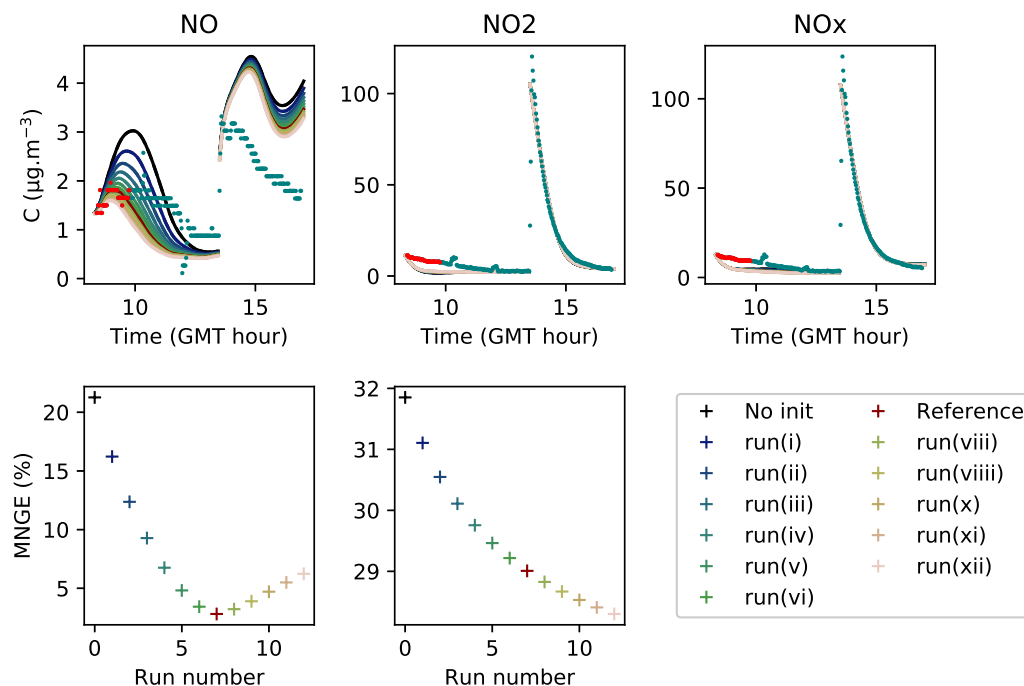 NO
NO2
NOx
C (µg.m⁻³)
4
3
2
1
0
10
15
Time (GMT hour)
100
50
0
10
15
Time (GMT hour)
100
50
0
10
15
Time (GMT hour)
MNGE (%)
20
15
10
5
0
5
10
Run number
32
31
30
29
0
5
10
Run number
No init
run(i)
run(ii)
run(iii)
run(iv)
run(v)
run(vi)
Reference
run(viii)
run(viiii)
run(x)
run(xi)
run(xii)